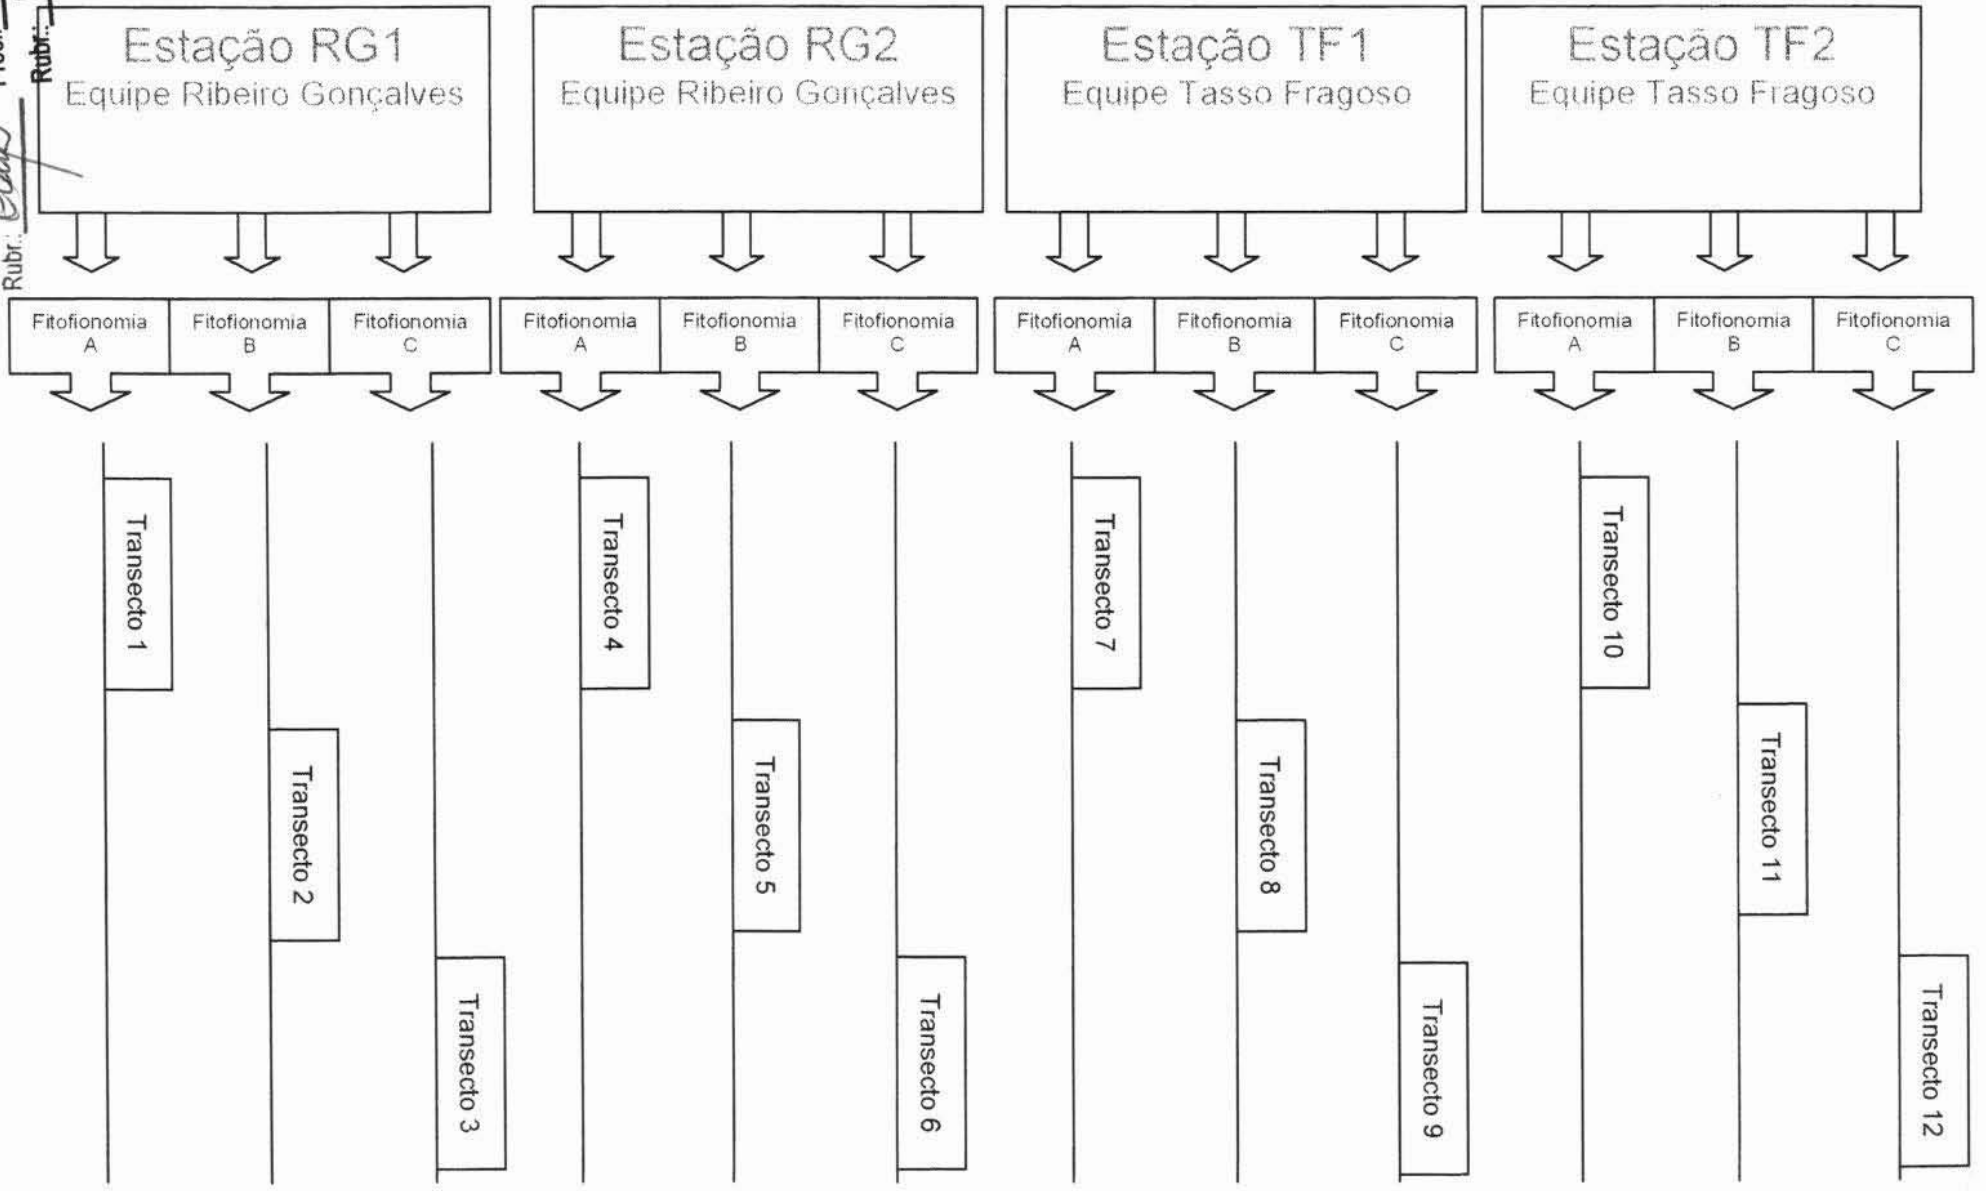 Rubr.:
Rubr.:
Estação RG1
Equipe Ribeiro Gonçalves
Estação RG2
Equipe Ribeiro Gonçalves
Estação TF1
Equipe Tasso Fragoso
Estação TF2
Equipe Tasso Fragoso
Fitofionomia
A
Fitofionomia
B
Fitofionomia
C
Fitofionomia
A
Fitofionomia
B
Fitofionomia
C
Fitofionomia
A
Fitofionomia
B
Fitofionomia
C
Fitofionomia
A
Fitofionomia
B
Fitofionomia
C
Transecto 1
Transecto 2
Transecto 3
Transecto 4
Transecto 5
Transecto 6
Transecto 7
Transecto 8
Transecto 9
Transecto 10
Transecto 11
Transecto 12